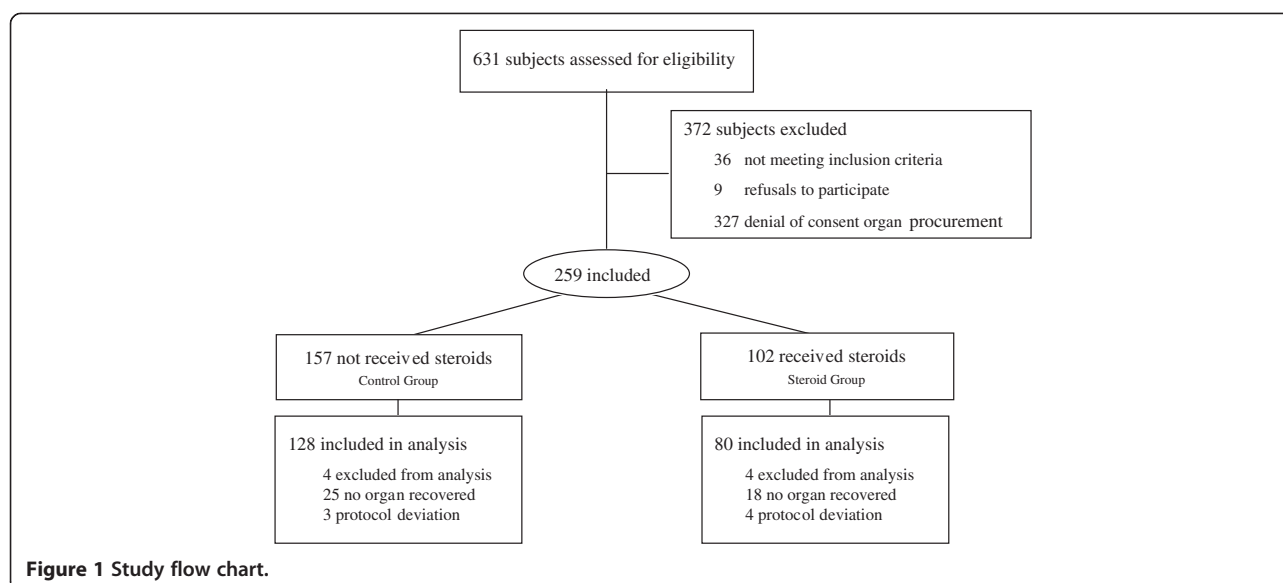 631 subjects assessed for eligibility
372 subjects excluded
36 not meeting inclusion criteria
9 refusals to participate
327 denial of consent organ procurement
259 included
157 not received steroids
Control Group
102 received steroids
Steroid Group
128 included in analysis
4 excluded from analysis
25 no organ recovered
3 protocol deviation
80 included in analysis
4 excluded from analysis
18 no organ recovered
4 protocol deviation
Figure 1 Study flow chart.